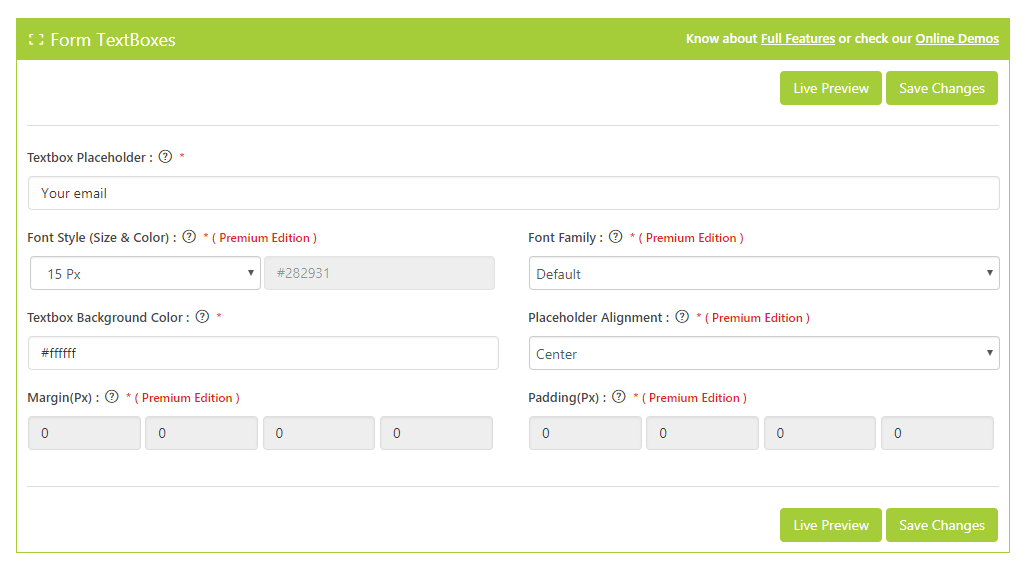 Form TextBoxes
Know about Full Features or check our Online Demos
Live Preview Save Changes
Textbox Placeholder : ? *
Your email
Font Style (Size & Color) : ? * ( Premium Edition ) Font Family : ? * ( Premium Edition )
15 Px #282931 Default
Textbox Background Color : ? * Placeholder Alignment : ? * ( Premium Edition )
#ffffff Center
Margin(Px) : ? * ( Premium Edition ) Padding(Px) : ? * ( Premium Edition )
0 0 0 0 0 0 0 0
Live Preview Save Changes